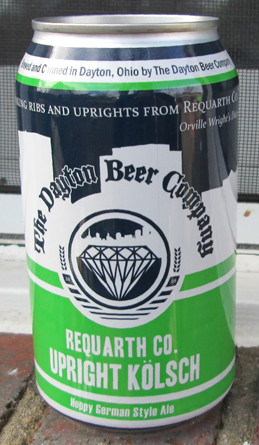 and Canned in Dayton, Ohio by The Dayton Beer Company
RIBS AND UPRIGHTS FROM REQUARTH CO
Orville Wright's
The Dayton Beer Company
REQUARTH CO.
UPRIGHT KÖLSCH
Hoppy German Style Ale